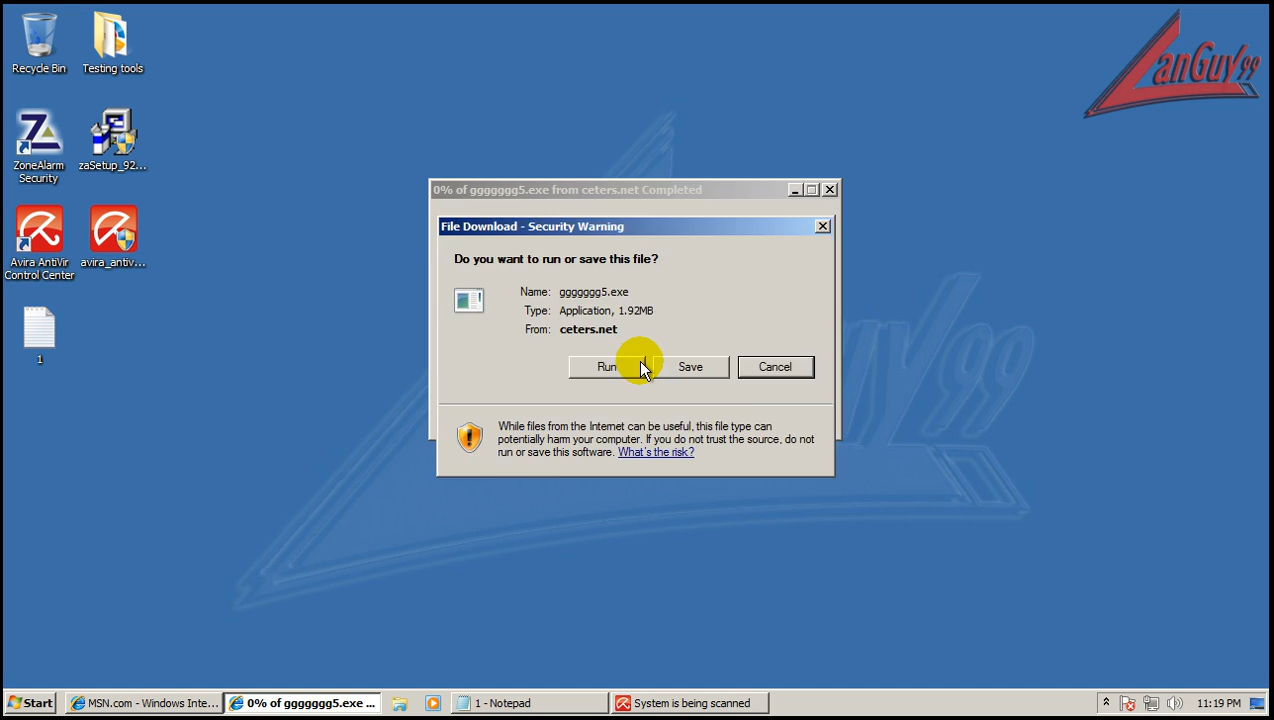 Recycle Bin
Testing tools
LanGuy99
ZoneAlarm
Security
zaSetup_92...
Avira AntiVir
Control Center
avira_antiv...
1
0% of ggggggg5.exe from ceters.net Completed
File Download - Security Warning
Do you want to run or save this file?
Name: ggggggg5.exe
Type: Application, 1.92MB
From: ceters.net
Run
Save
Cancel
While files from the Internet can be useful, this file type can
potentially harm your computer. If you do not trust the source, do not
run or save this software. What's the risk?
Start
MSN.com - Windows Inte...
0% of ggggggg5.exe ...
1 - Notepad
System is being scanned
11:19 PM